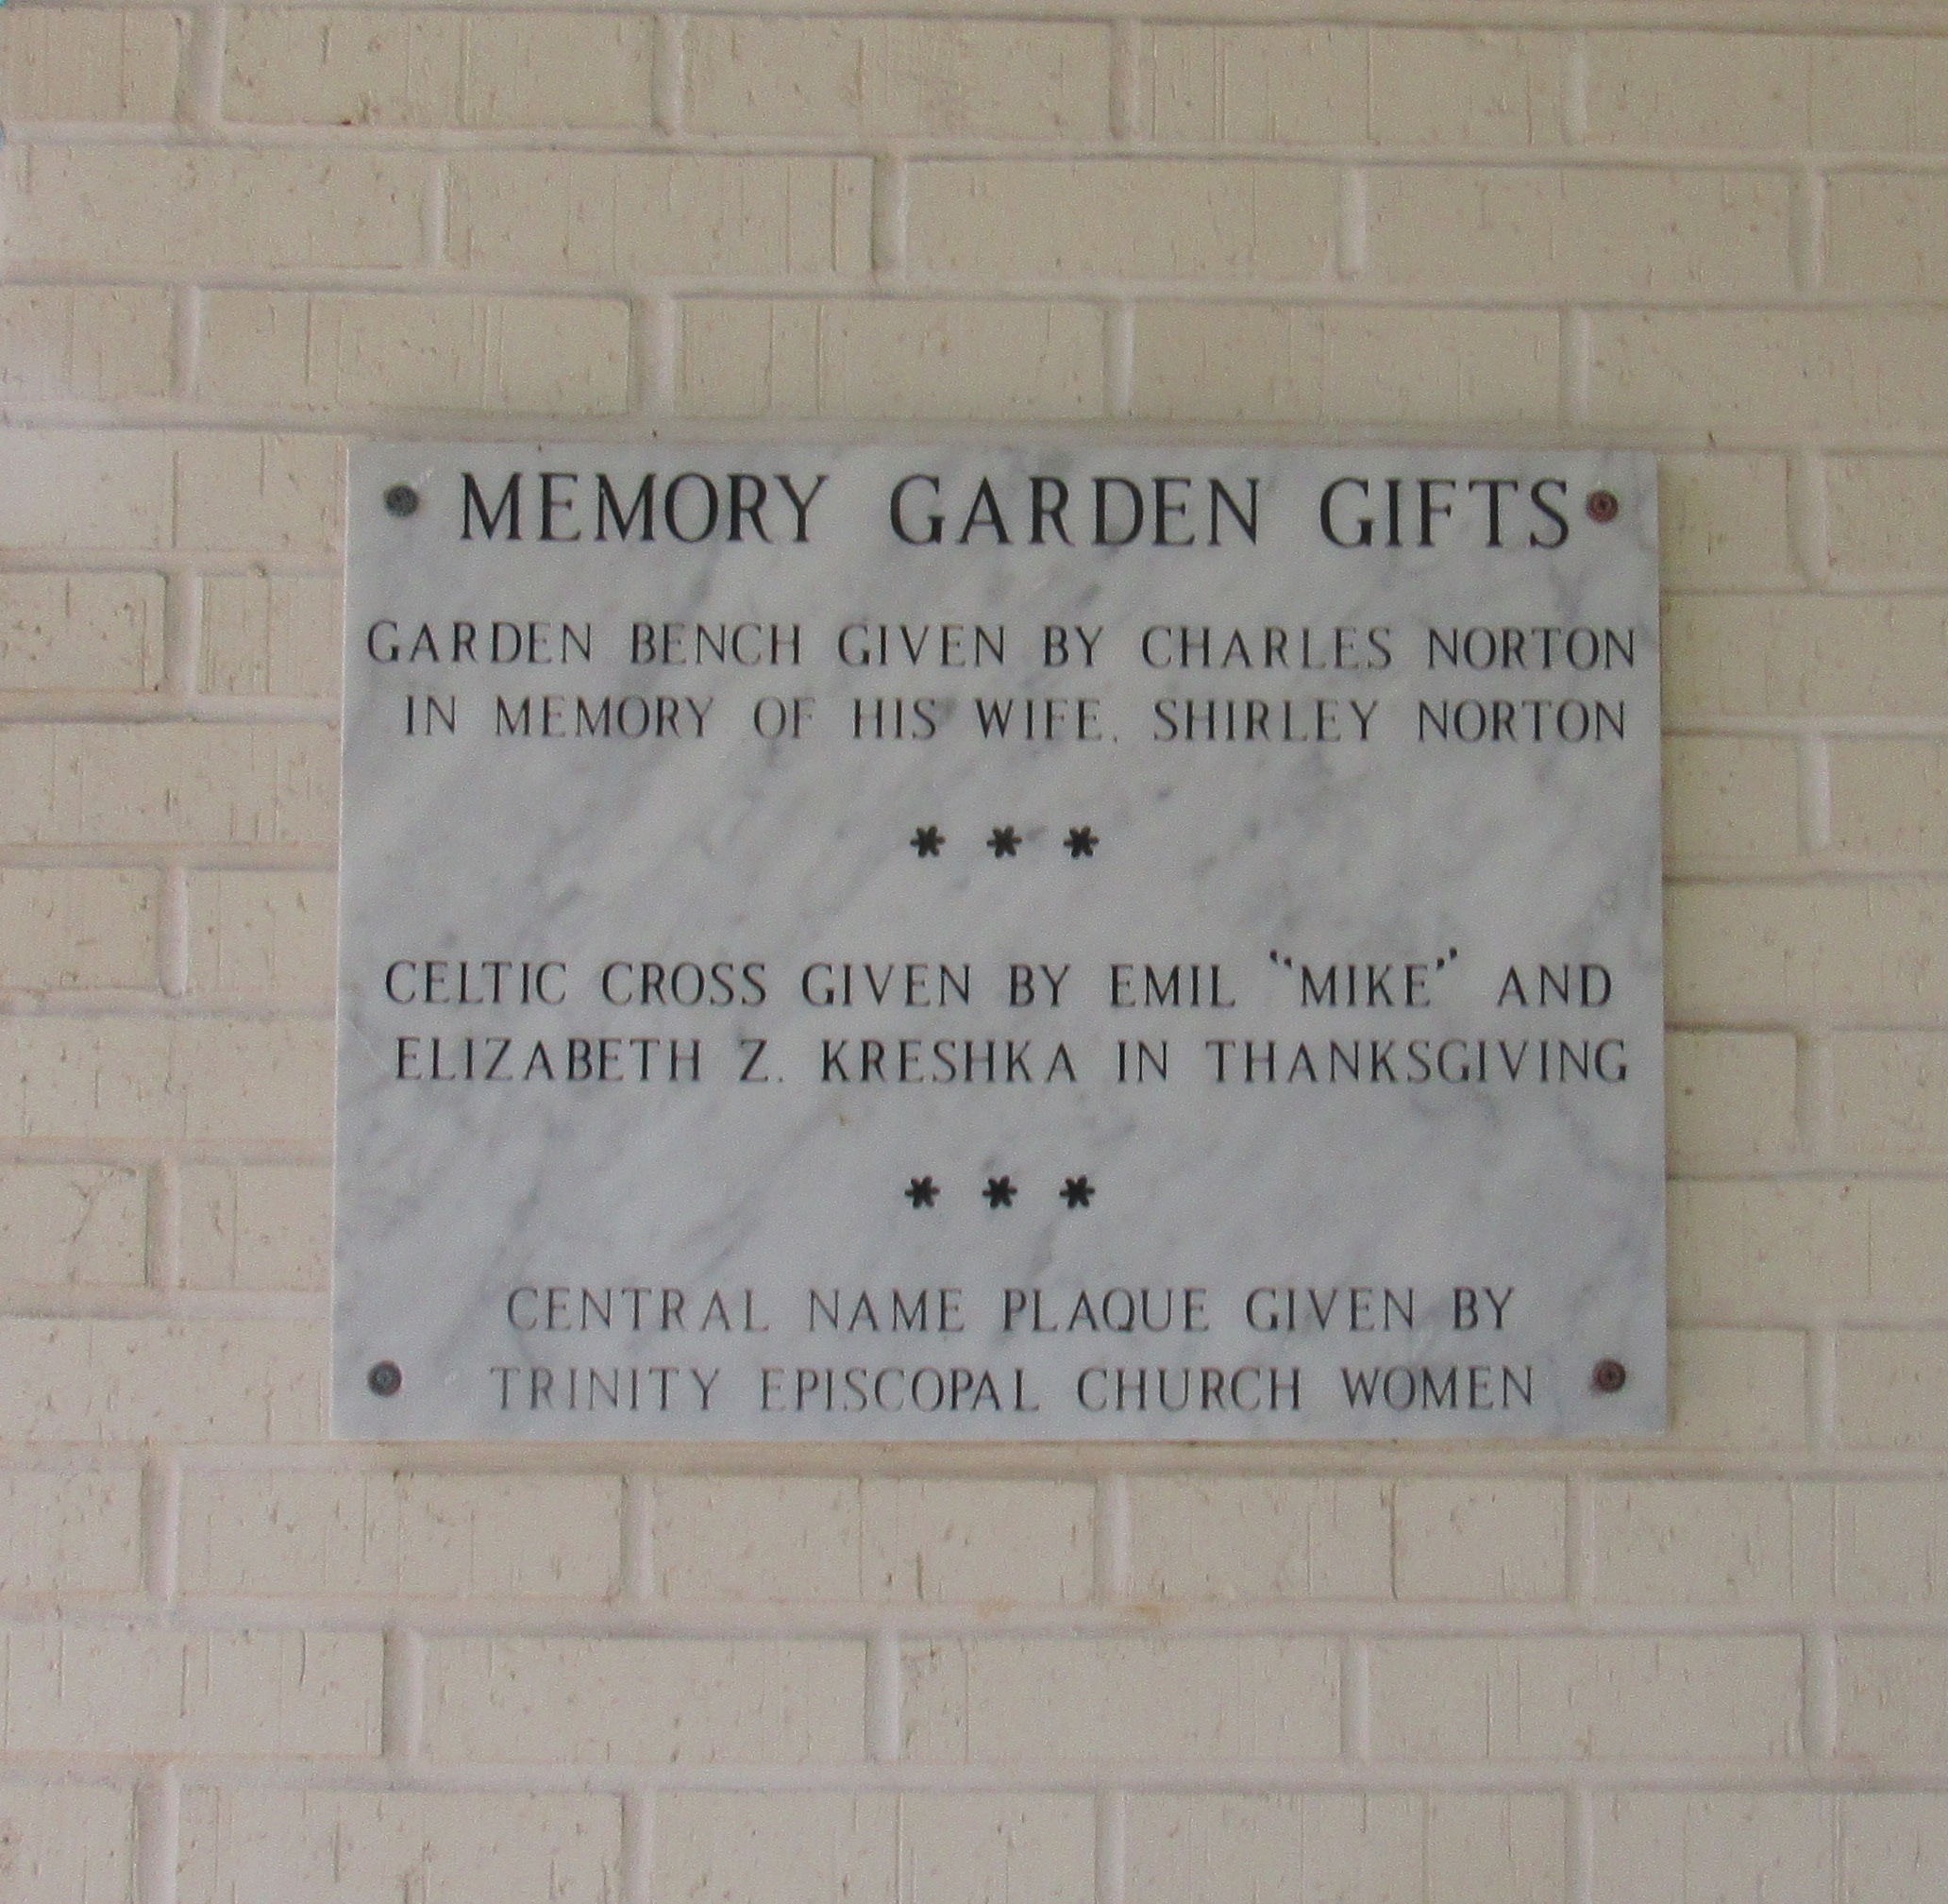 MEMORY GARDEN GIFTS
GARDEN BENCH GIVEN BY CHARLES NORTON
IN MEMORY OF HIS WIFE, SHIRLEY NORTON
* * *
CELTIC CROSS GIVEN BY EMIL “MIKE” AND
ELIZABETH Z. KRESHKA IN THANKSGIVING
* * *
CENTRAL NAME PLAQUE GIVEN BY
TRINITY EPISCOPAL CHURCH WOMEN